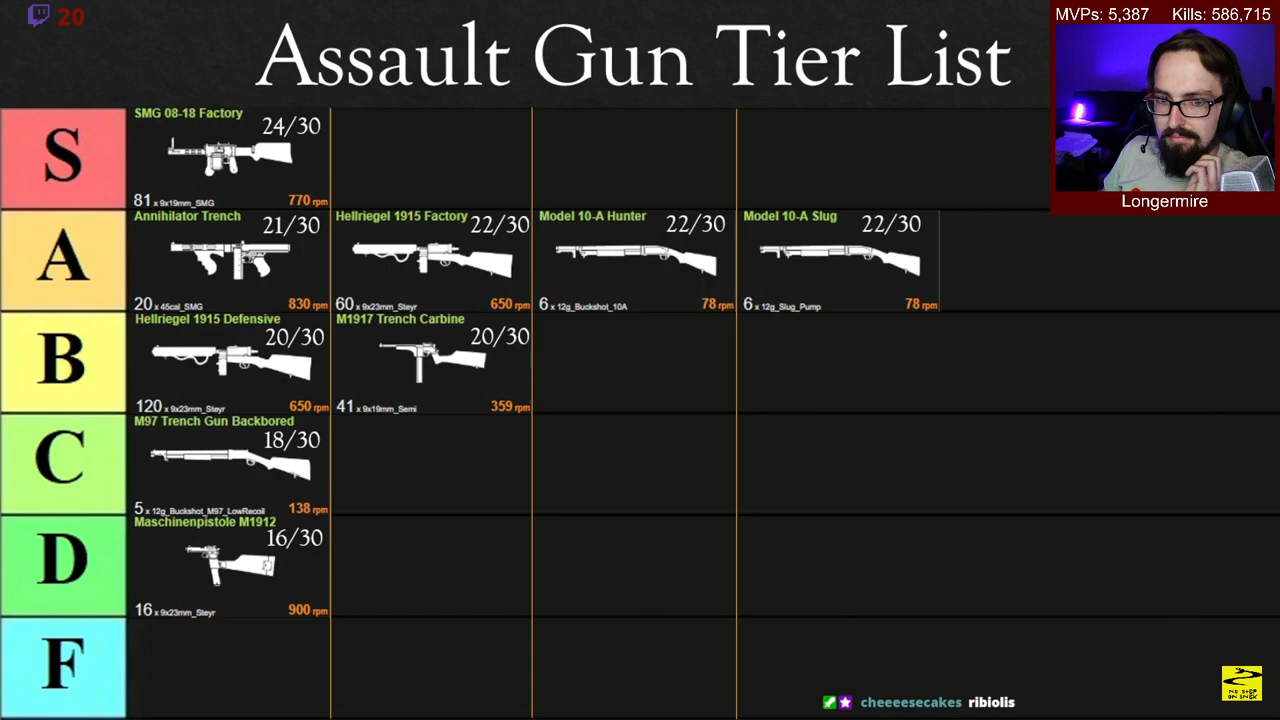 20
Assault Gun Tier List
MVPs: 5,387 Kills: 586,715
Longermire
S
SMG 08-18 Factory
24/30
81 x 9x19mm_SMG 770 rpm
A
Annihilator Trench
21/30
20 x 45cal_SMG 830 rpm
Hellriegel 1915 Factory
22/30
60 x 9x23mm_Steyr 650 rpm
Model 10-A Hunter
22/30
6 x 12g_Buckshot_10A 78 rpm
Model 10-A Slug
22/30
6 x 12g_Slug_Pump 78 rpm
B
Hellriegel 1915 Defensive
20/30
120 x 9x23mm_Steyr 650 rpm
M1917 Trench Carbine
20/30
41 x 9x19mm_Semi 359 rpm
C
M97 Trench Gun Backbored
18/30
5 x 12g_Buckshot_M97_LowRecoil 138 rpm
D
Maschinenpistole M1912
16/30
16 x 9x23mm_Steyr 900 rpm
F
cheeeesecakes ribiolis
NO STEP
ON SNEK